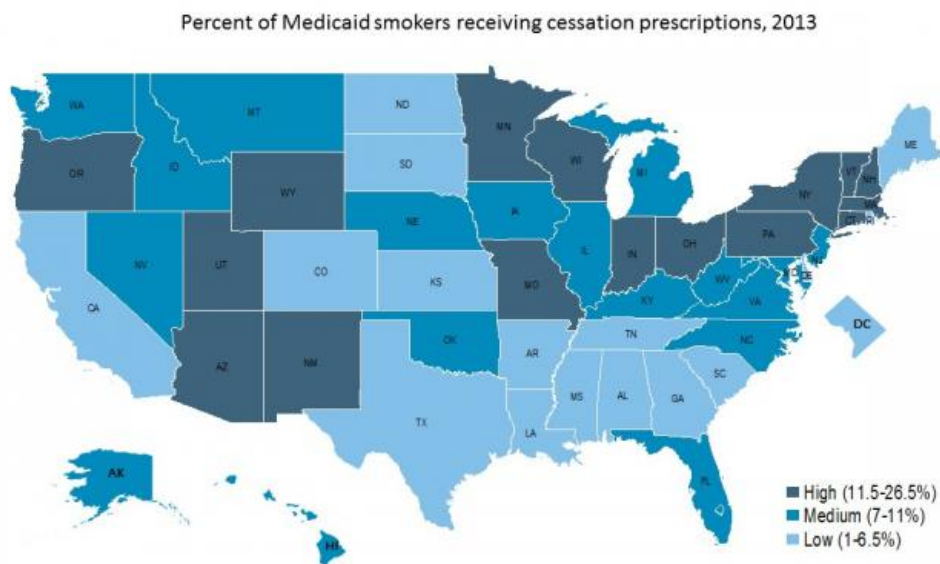 Percent of Medicaid smokers receiving cessation prescriptions, 2013
WA
MT
ND
MN
ME
OR
ID
SD
WI
MI
VT
NH
NY
WY
IA
MA
CT
RI
NE
PA
NV
UT
CO
IL
IN
OH
NJ
KS
MO
WV
MD
DE
CA
KY
VA
DC
AZ
NM
OK
AR
TN
NC
SC
TX
LA
MS
AL
GA
AK
FL
HI
High (11.5-26.5%)
Medium (7-11%)
Low (1-6.5%)